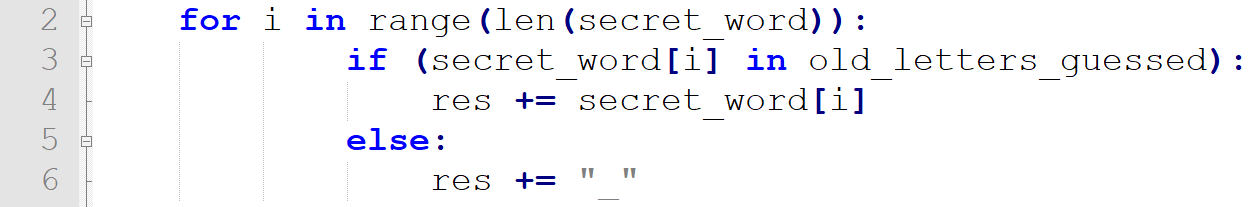 2 for i in range(len(secret_word)):
3 if (secret_word[i] in old_letters_guessed):
4 res += secret_word[i]
5 else:
6 res += "_"